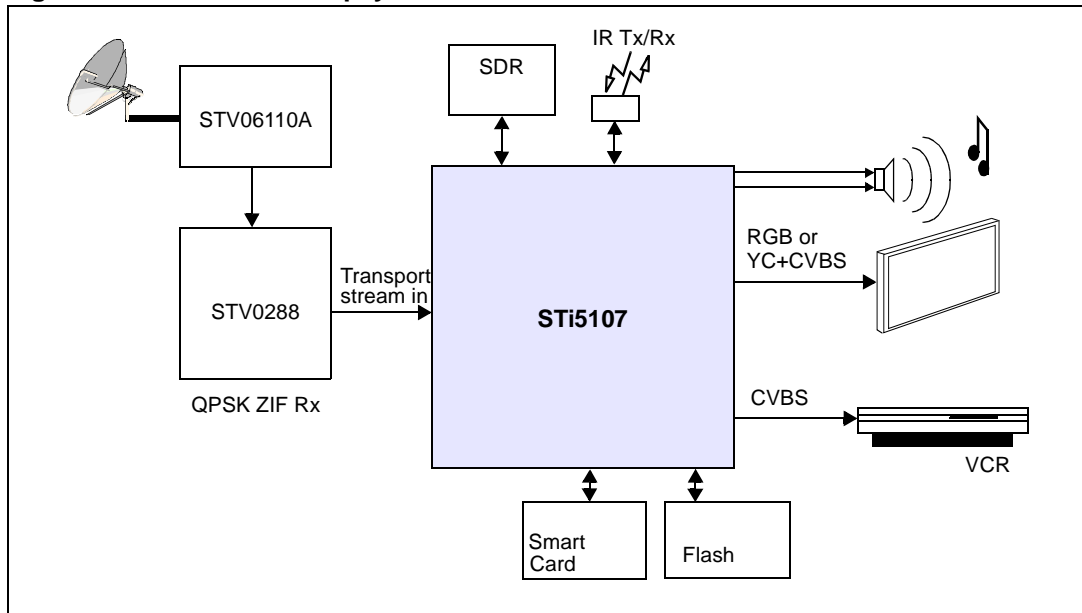 IR Tx/Rx
SDR
STV06110A
RGB or
YC+CVBS
Transport
stream in
STV0288
STi5107
QPSK ZIF Rx
CVBS
VCR
Smart
Card
Flash